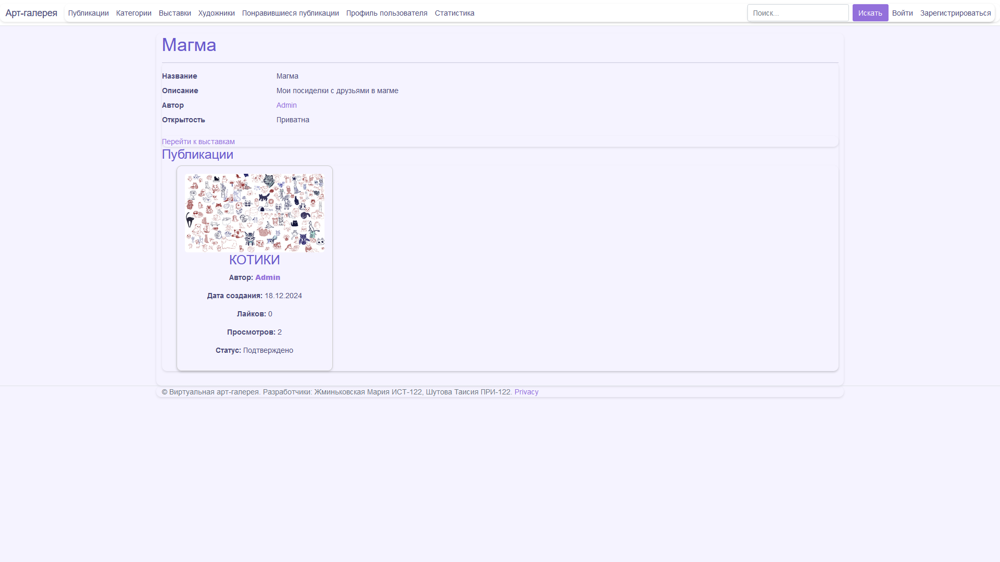 Арт-галерея Публикации Категории Выставки Художники Понравившиеся публикации Профиль пользователя Статистика Поиск... Искать Войти Зарегистрироваться
Магма
Название Магма
Описание Мои посиделки с друзьями в магме
Автор Admin
Открытость Приватна
Перейти к выставкам
Публикации
КОТИКИ
Автор: Admin
Дата создания: 18.12.2024
Лайков: 0
Просмотров: 2
Статус: Подтверждено
© Виртуальная арт-галерея. Разработчики: Жминьковская Мария ИСТ-122, Шутова Таисия ПРИ-122. Privacy